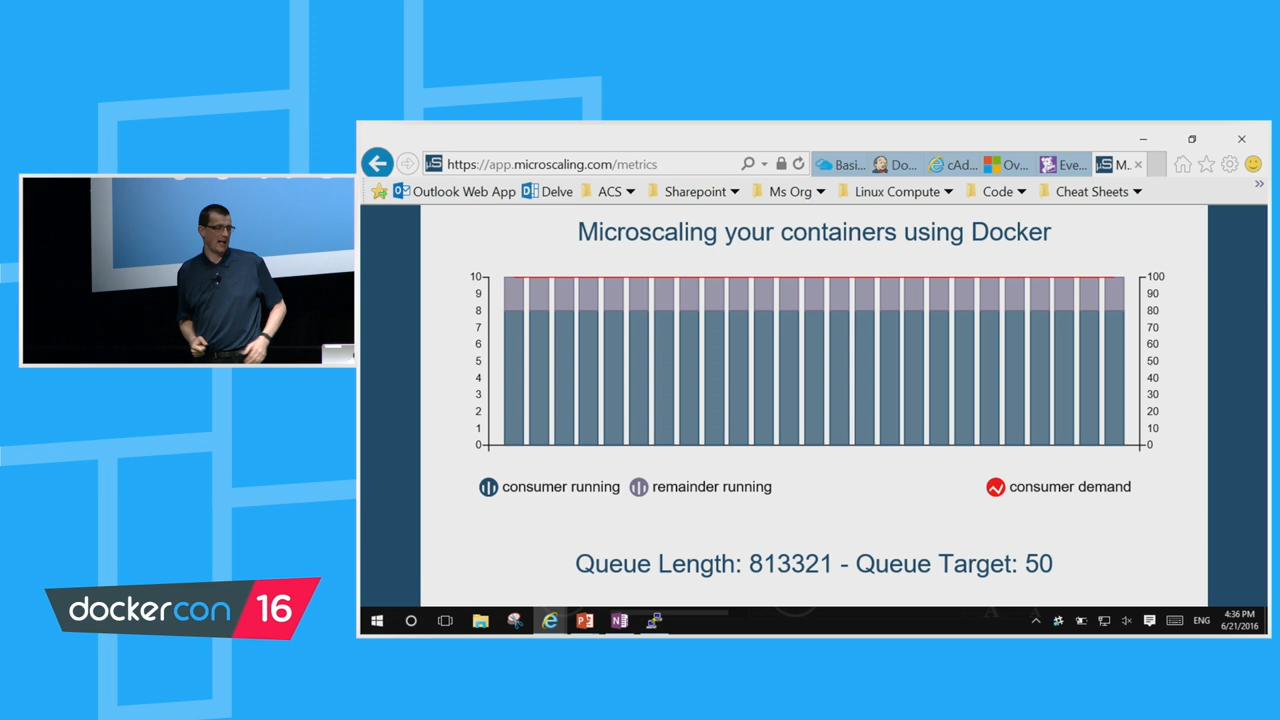 https://app.microscaling.com/metrics
Basi...
Do...
cAd...
Ov...
Eve...
M...
Outlook Web App
Delve
ACS
Sharepoint
Ms Org
Linux Compute
Code
Cheat Sheets
Microscaling your containers using Docker
10
9
8
7
6
5
4
3
2
1
0
100
90
80
70
60
50
40
30
20
10
0
consumer running
remainder running
consumer demand
Queue Length: 813321 - Queue Target: 50
ENG
4:36 PM
6/21/2016
dockercon 16